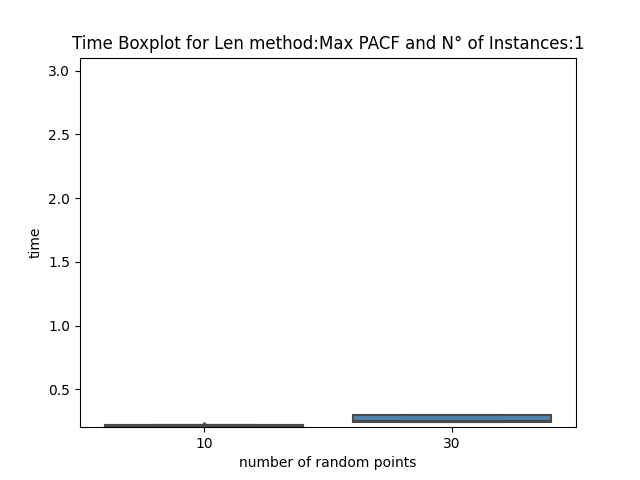 Time Boxplot for Len method:Max PACF and N° of Instances:1
3.0
2.5
2.0
1.5
1.0
0.5
time
10
30
number of random points